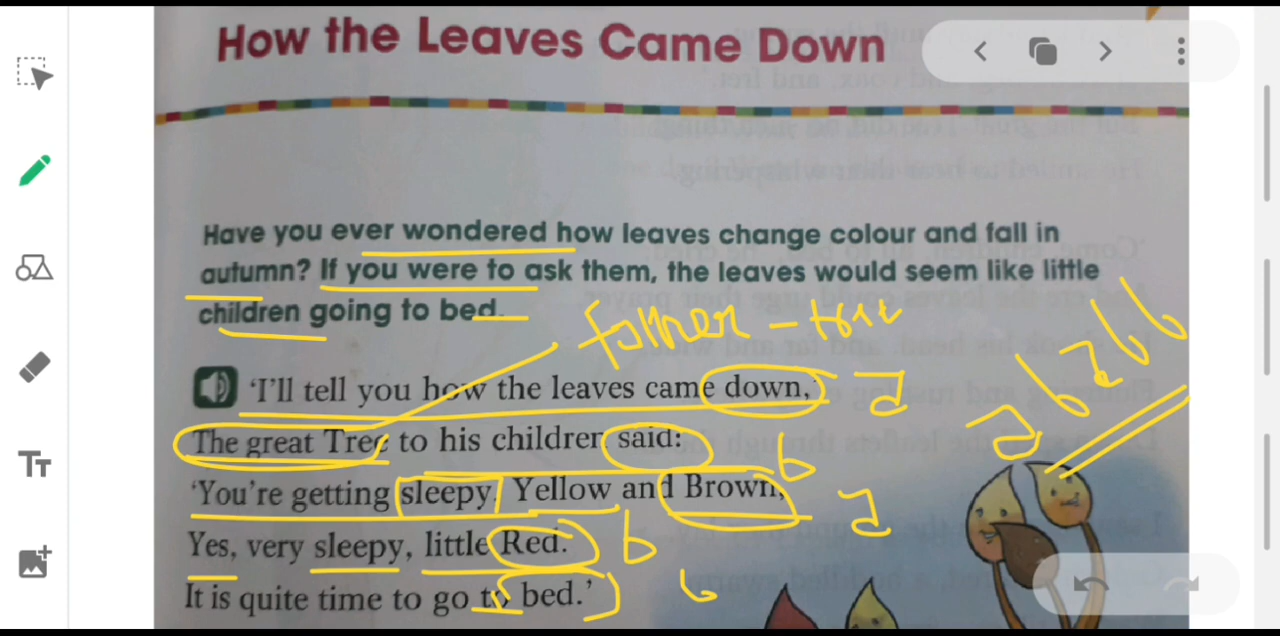 How the Leaves Came Down
Have you ever wondered how leaves change colour and fall in
autumn? If you were to ask them, the leaves would seem like little
children going to bed.
'I'll tell you how the leaves came down,'
The great Tree to his children said:
b
'You're getting sleepy, Yellow and Brown,
a
Yes, very sleepy, little Red.
b
It is quite time to go to bed.'
b